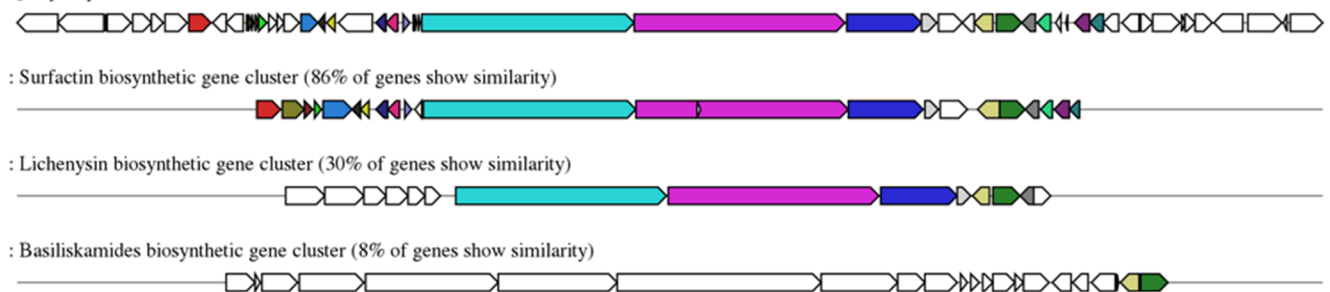 : Surfactin biosynthetic gene cluster (86% of genes show similarity)
: Lichenysin biosynthetic gene cluster (30% of genes show similarity)
: Basiliskamides biosynthetic gene cluster (8% of genes show similarity)